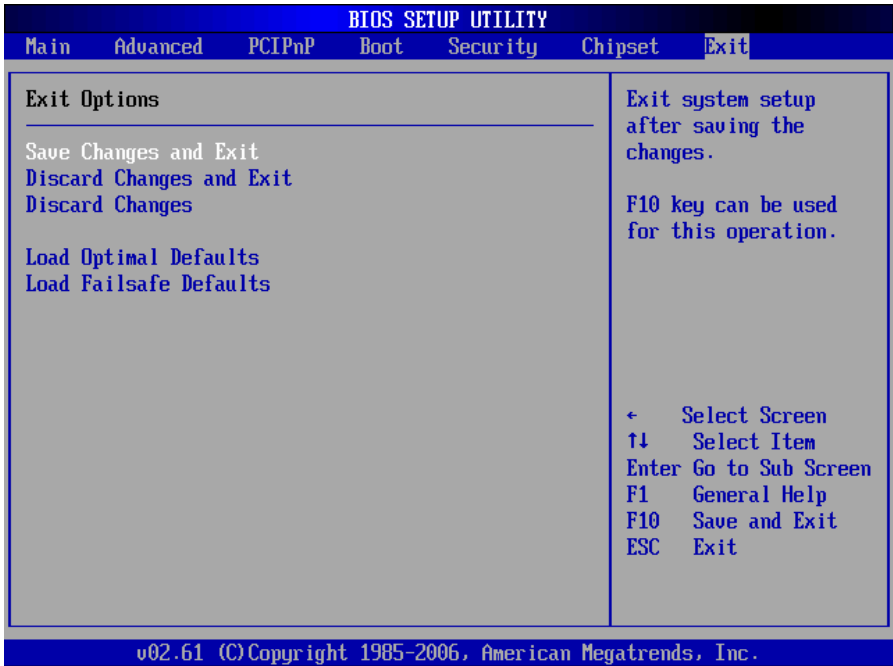 BIOS SETUP UTILITY
Main Advanced PCIPnP Boot Security Chipset Exit
Exit Options
Save Changes and Exit
Discard Changes and Exit
Discard Changes
Load Optimal Defaults
Load Failsafe Defaults
Exit system setup
after saving the
changes.
F10 key can be used
for this operation.
← Select Screen
↑↓ Select Item
Enter Go to Sub Screen
F1 General Help
F10 Save and Exit
ESC Exit
v02.61 (C)Copyright 1985-2006, American Megatrends, Inc.